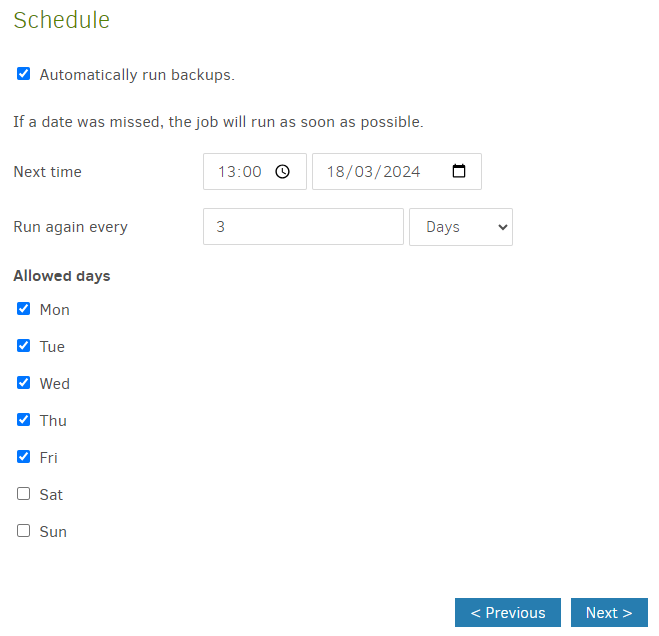 Schedule
Automatically run backups.
If a date was missed, the job will run as soon as possible.
Next time 13:00 18/03/2024
Run again every 3 Days
Allowed days
Mon
Tue
Wed
Thu
Fri
Sat
Sun
< Previous Next >